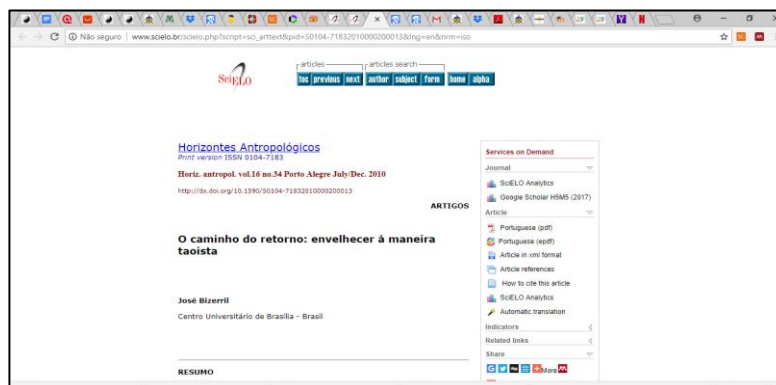 Não seguro | www.scielo.br/scielo.php?script=sci_arttext&pid=S0104-71832010000200013&lng=en&nrm=iso
SciELO
articles
articles search
toc previous next author subject form home alpha
Horizontes Antropológicos
Print version ISSN 0104-7183
Horiz. antropol. vol.16 no.34 Porto Alegre July/Dec. 2010
http://dx.doi.org/10.1590/S0104-71832010000200013
ARTIGOS
O caminho do retorno: envelhecer à maneira
taoista
José Bizerril
Centro Universitário de Brasília - Brasil
RESUMO
Services on Demand
Journal
SciELO Analytics
Google Scholar H5M5 (2017)
Article
Portuguese (pdf)
Portuguese (epdf)
Article in xml format
Article references
How to cite this article
SciELO Analytics
Automatic translation
Indicators
Related links
Share
More